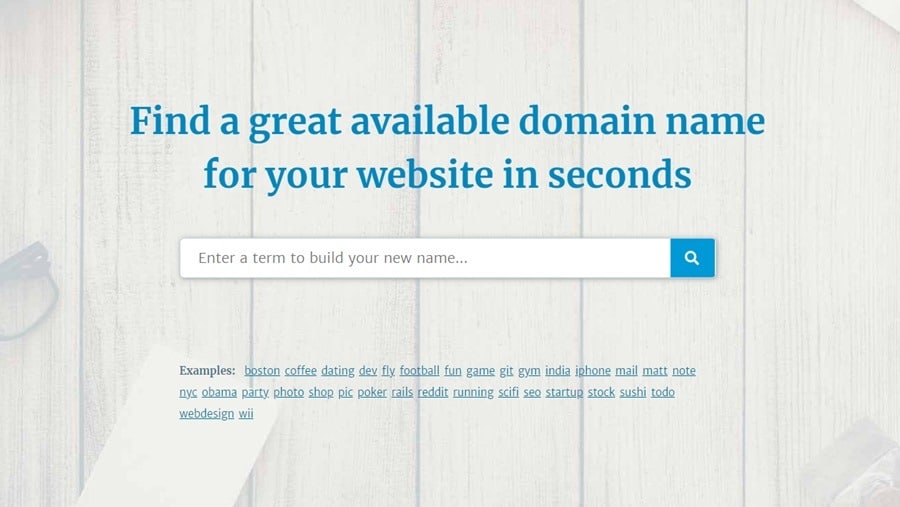 Find a great available domain name
for your website in seconds
Enter a term to build your new name...
Examples: boston coffee dating dev fly football fun game git gym india iphone mail matt note
nyc obama party photo shop pic poker rails reddit running scifi seo startup stock sushi todo
webdesign wii